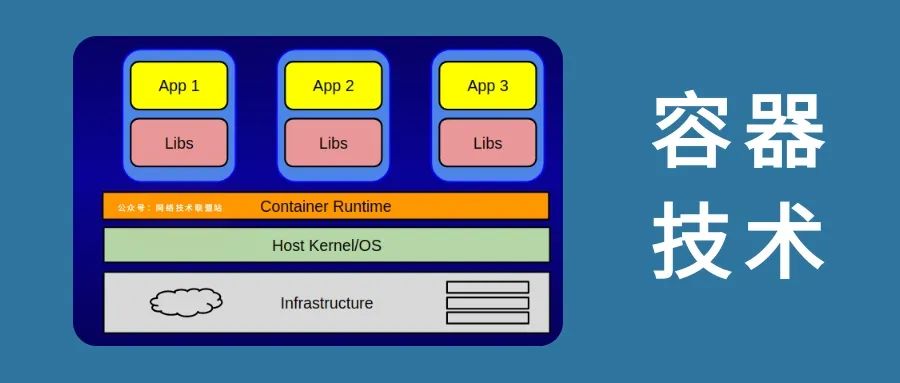 App 1
App 2
App 3
Libs
Libs
Libs
公众号：网络技术联盟站
Container Runtime
Host Kernel/OS
Infrastructure
容器
技术